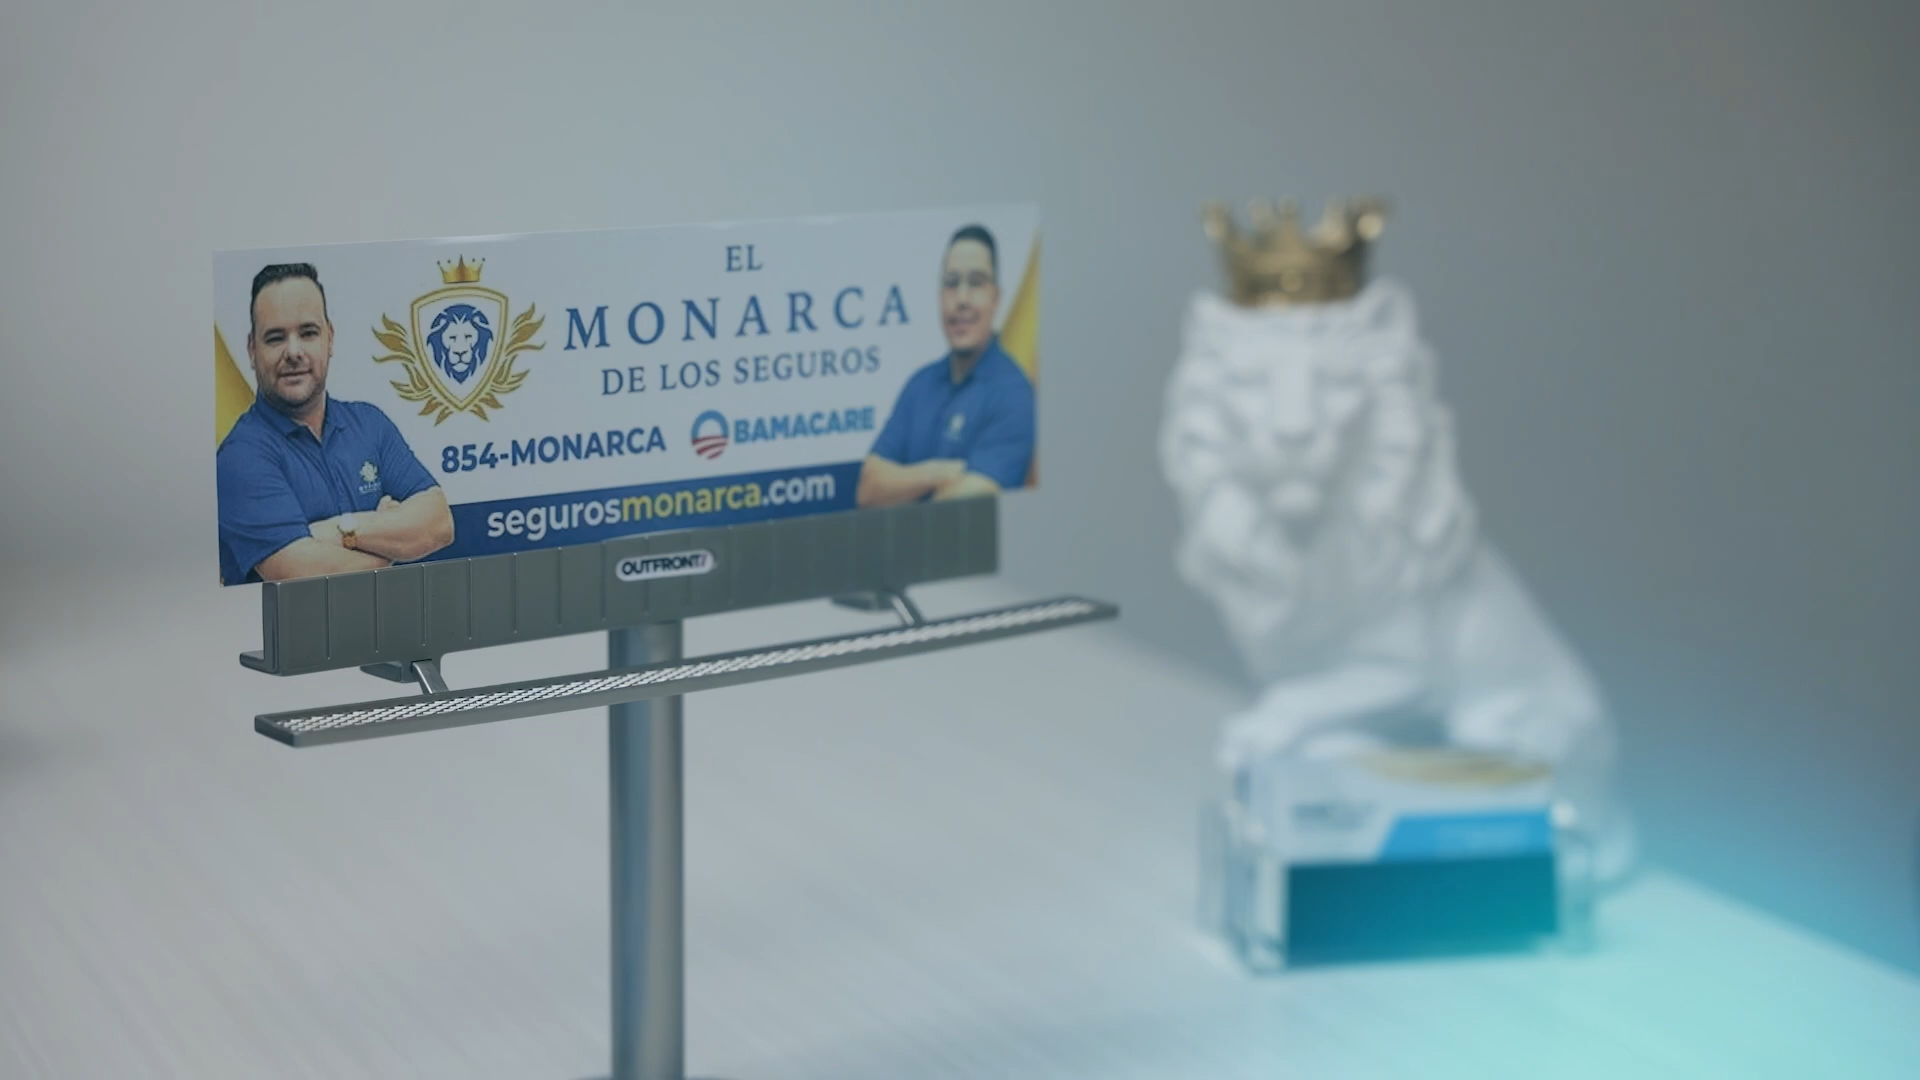 EL
MONARCA
DE LOS SEGUROS
854-MONARCA
OBAMACARE
segurosmonarca.com
OUTFRONT/